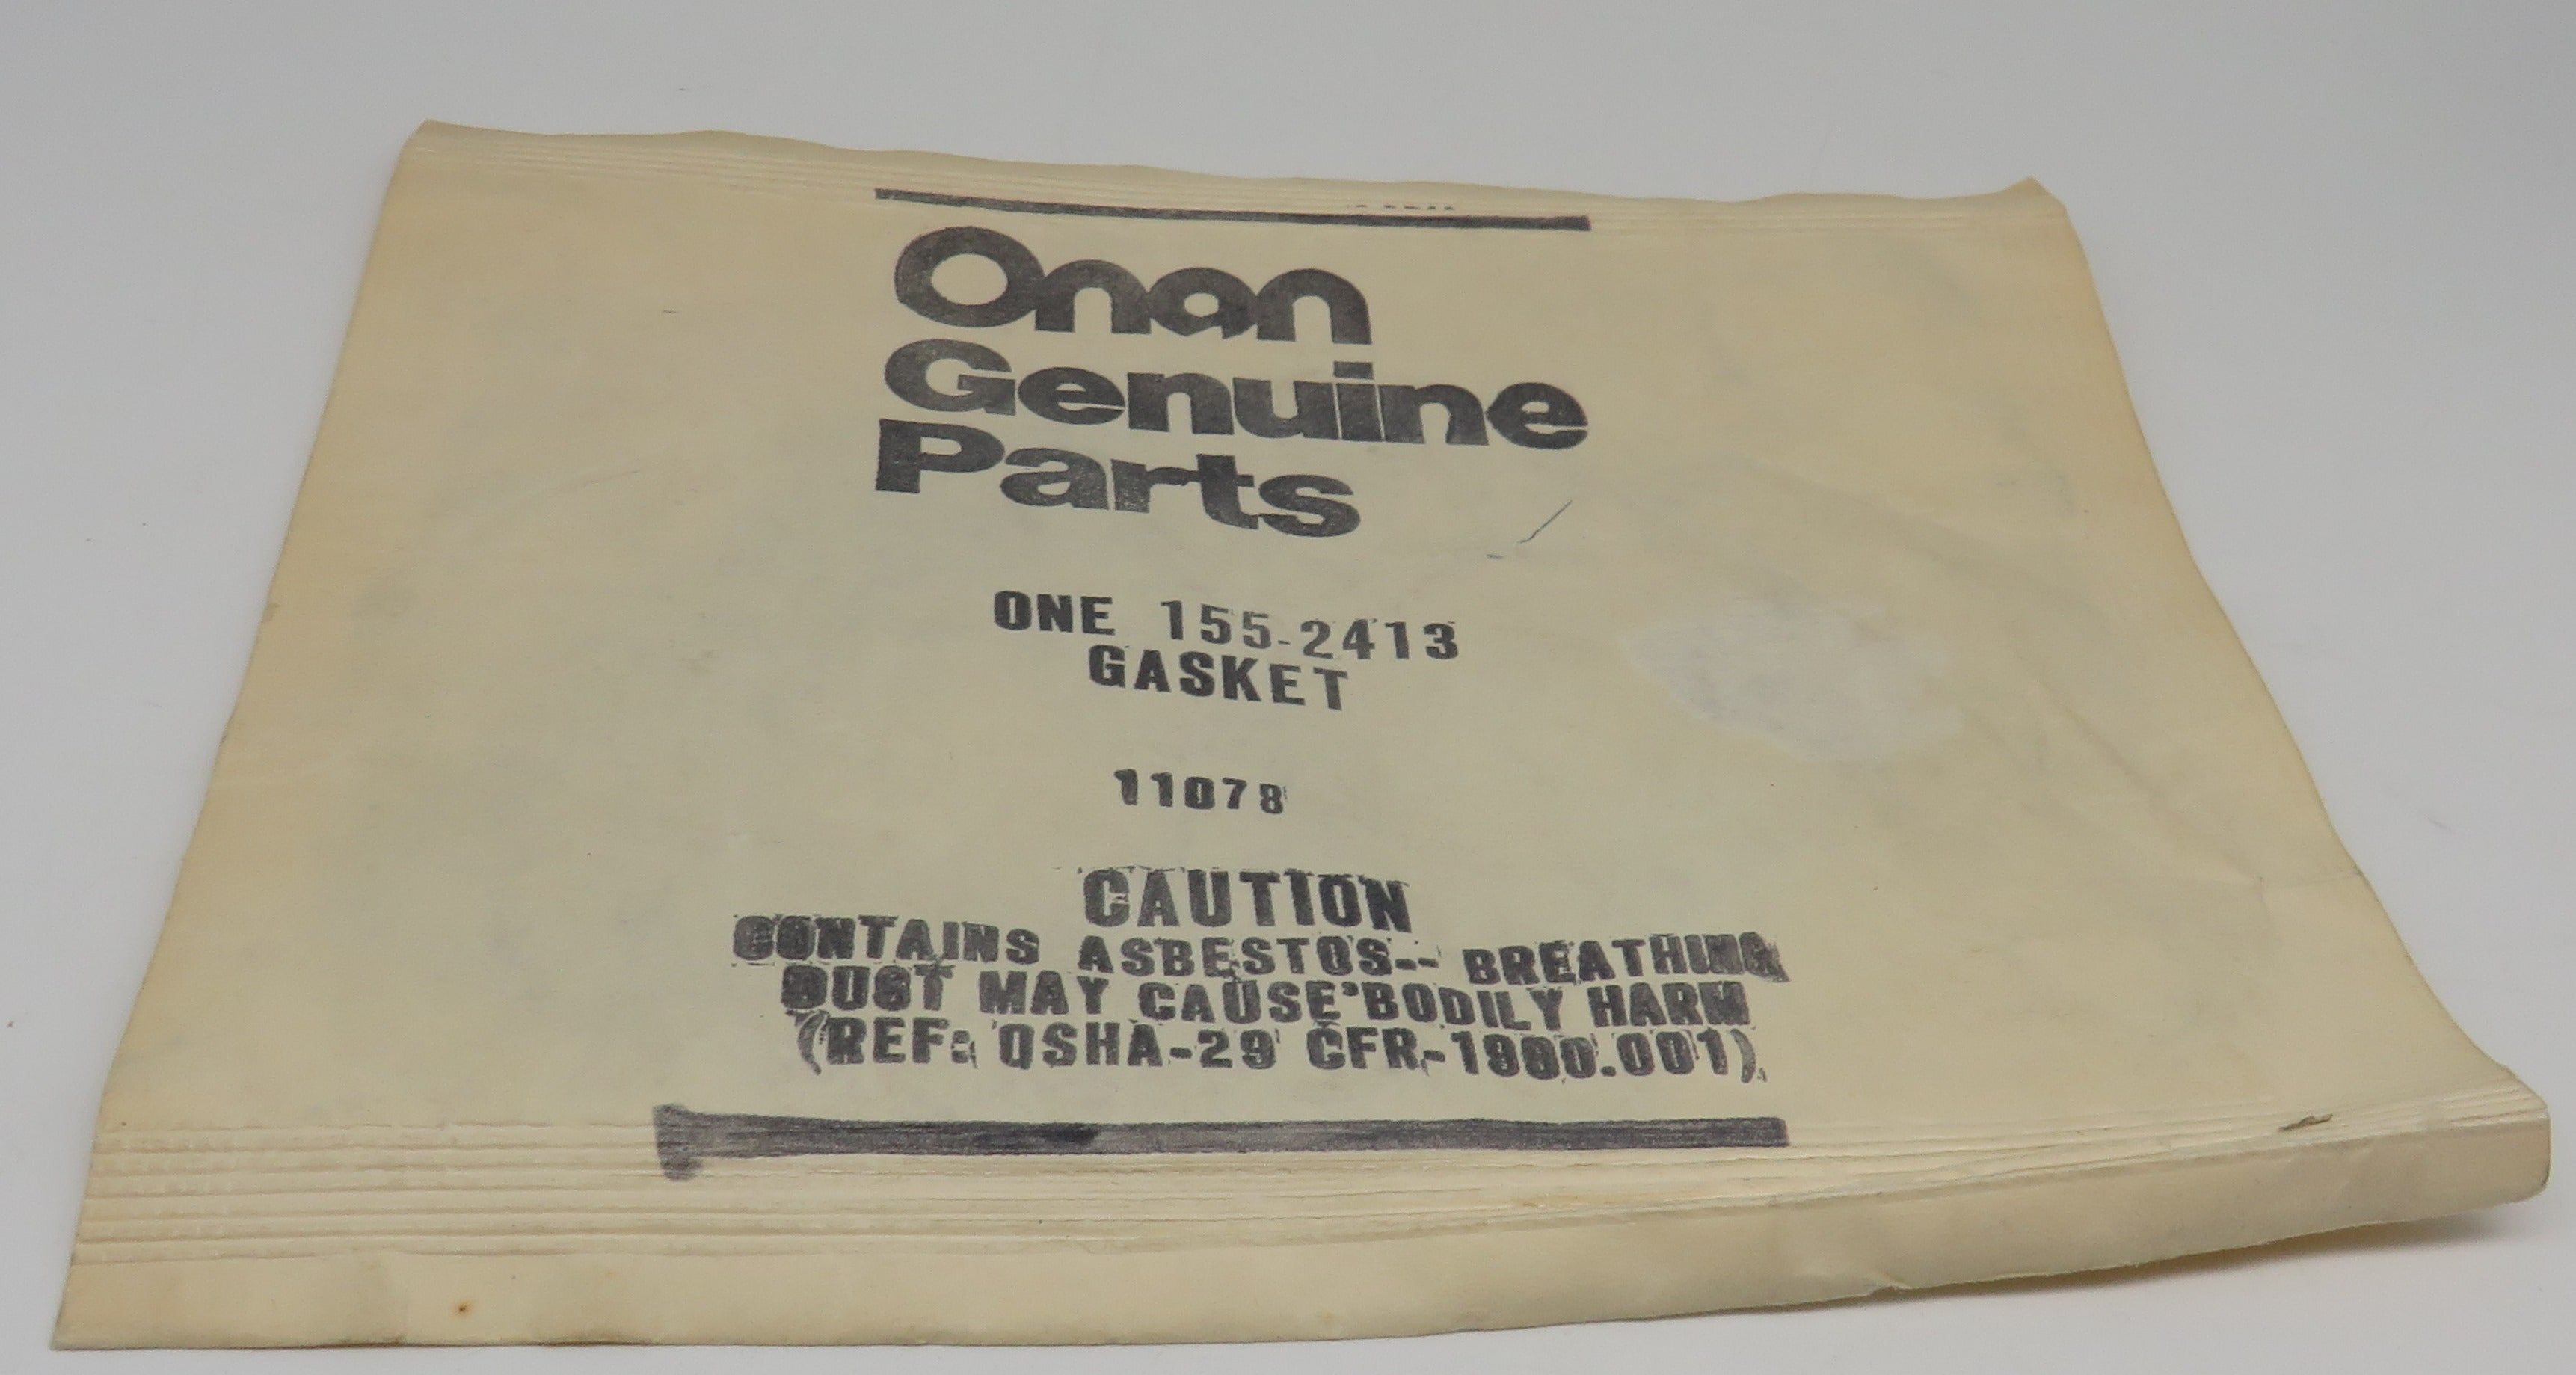 Onan
Genuine
Parts
ONE 155-2413
GASKET
11078
CAUTION
CONTAINS ASBESTOS-- BREATHING
DUST MAY CAUSE BODILY HARM
(REF: OSHA-29 CFR-1900.001)